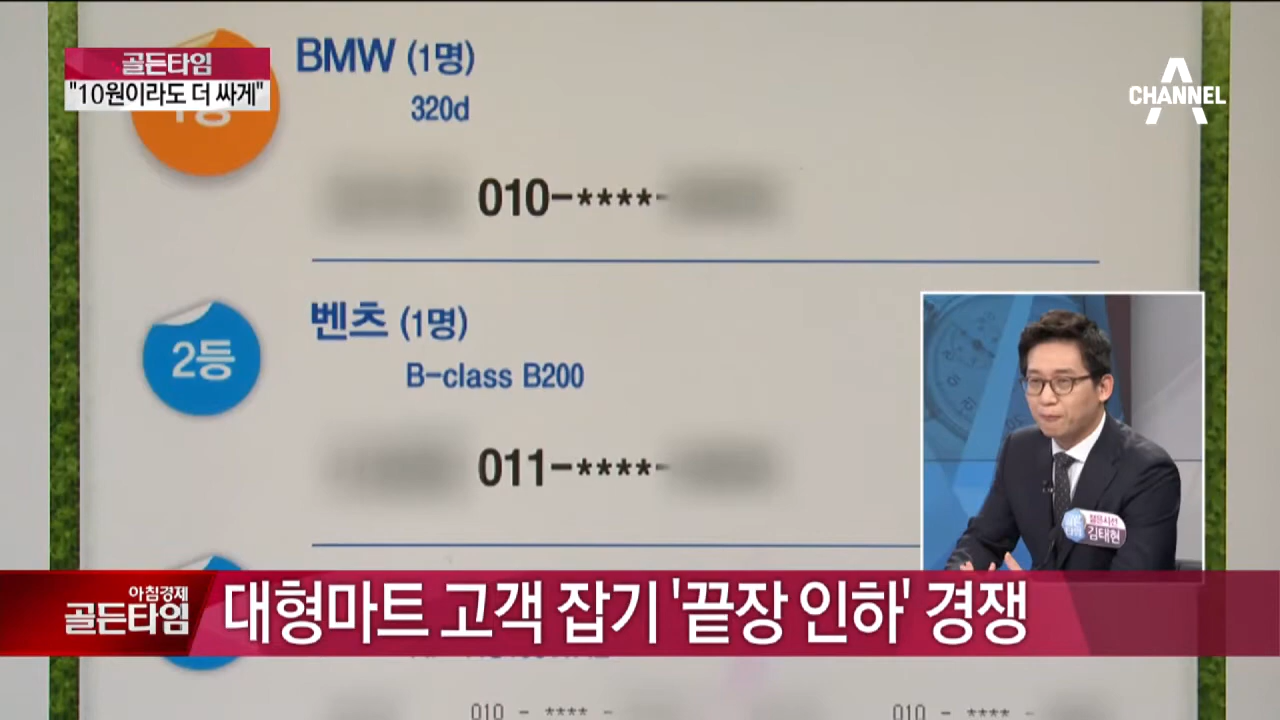 골든타임
"10원이라도 더 싸게"
CHANNEL
BMW (1명)
320d
010-****-
2등
벤츠 (1명)
B-class B200
011-****-
김태현
아침경제
골든타임
대형마트 고객 잡기 '끝장 인하' 경쟁
010 - **** -
010 - **** -